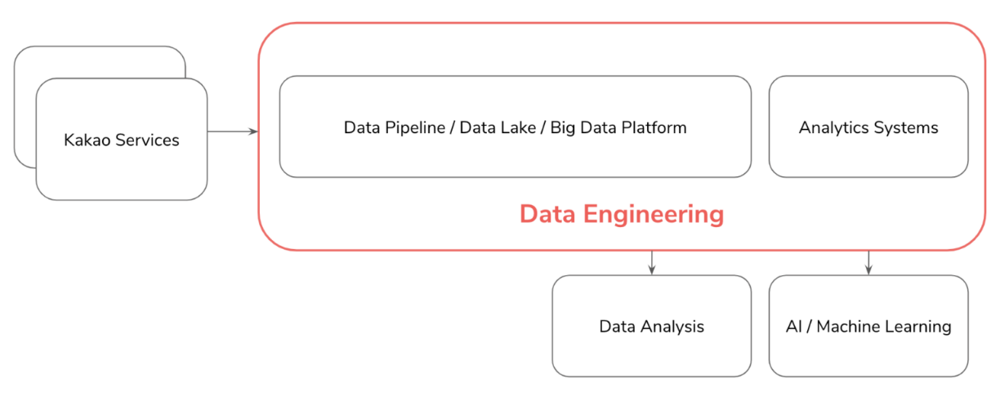 Kakao Services
Data Pipeline / Data Lake / Big Data Platform
Analytics Systems
Data Engineering
Data Analysis
AI / Machine Learning